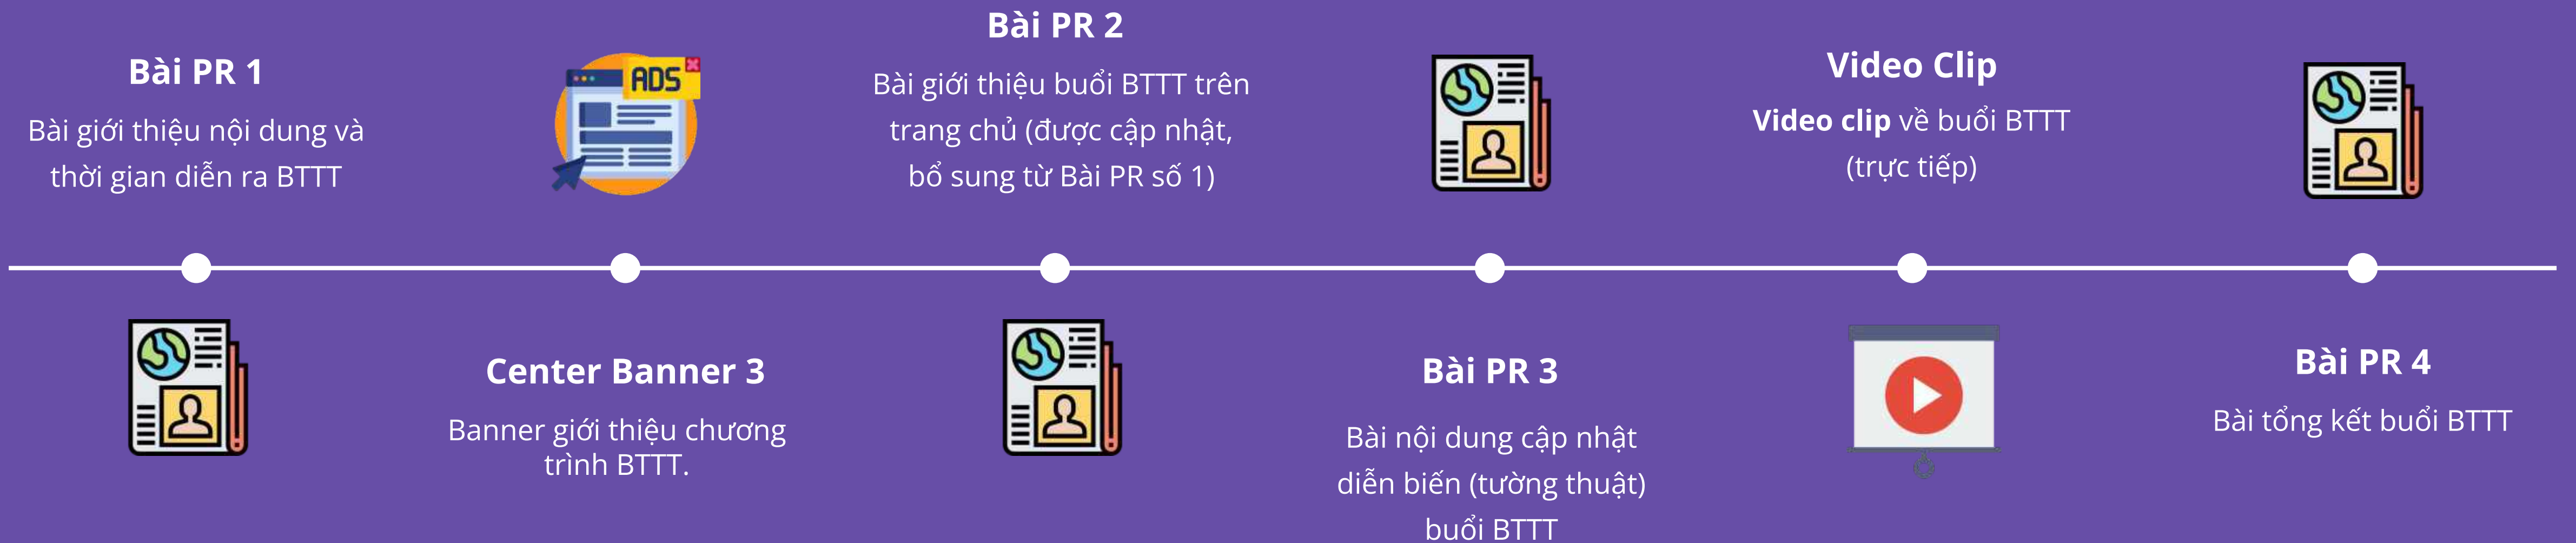 Bài PR 1
Bài giới thiệu nội dung và
thời gian diễn ra BTTT
ADS
Center Banner 3
Banner giới thiệu chương
trình BTTT.
Bài PR 2
Bài giới thiệu buổi BTTT trên
trang chủ (được cập nhật,
bổ sung từ Bài PR số 1)
Bài PR 3
Bài nội dung cập nhật
diễn biến (tường thuật)
buổi BTTT
Video Clip
Video clip về buổi BTTT
(trực tiếp)
Bài PR 4
Bài tổng kết buổi BTTT